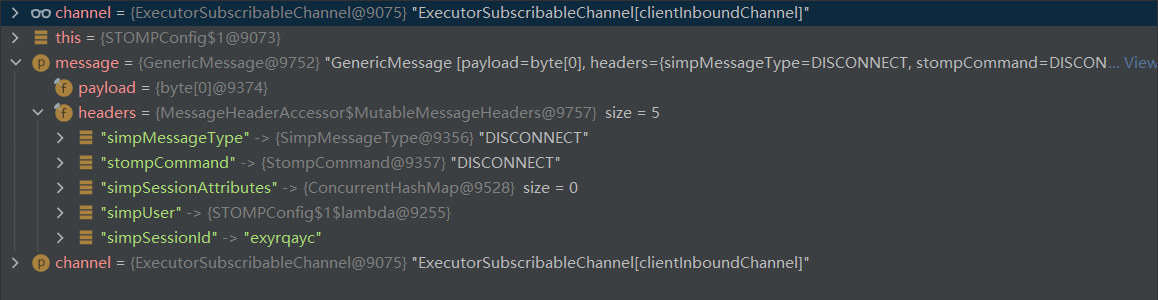 channel = {ExecutorSubscribableChannel@9075} "ExecutorSubscribableChannel[clientInboundChannel]"
this = {STOMPConfig$1@9073}
p message = {GenericMessage@9752} "GenericMessage [payload=byte[0], headers={simpMessageType=DISCONNECT, stompCommand=DISCON... View
f payload = {byte[0]@9374}
f headers = {MessageHeaderAccessor$MutableMessageHeaders@9757} size = 5
"simpMessageType" -> {SimpMessageType@9356} "DISCONNECT"
"stompCommand" -> {StompCommand@9357} "DISCONNECT"
"simpSessionAttributes" -> {ConcurrentHashMap@9528} size = 0
"simpUser" -> {STOMPConfig$1$lambda@9255}
"simpSessionId" -> "exyrqayc"
p channel = {ExecutorSubscribableChannel@9075} "ExecutorSubscribableChannel[clientInboundChannel]"